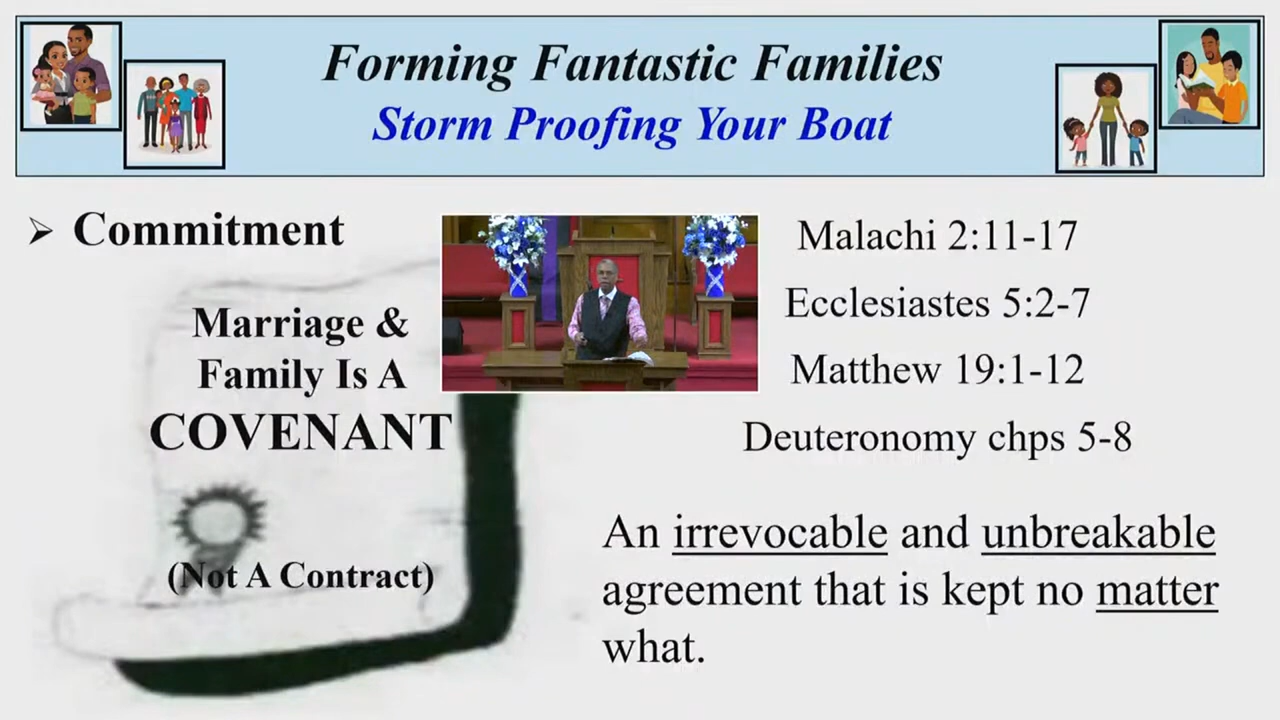 Forming Fantastic Families
Storm Proofing Your Boat
➢ Commitment
Marriage &
Family Is A
COVENANT
(Not A Contract)
Malachi 2:11-17
Ecclesiastes 5:2-7
Matthew 19:1-12
Deuteronomy chps 5-8
An irrevocable and unbreakable
agreement that is kept no matter
what.